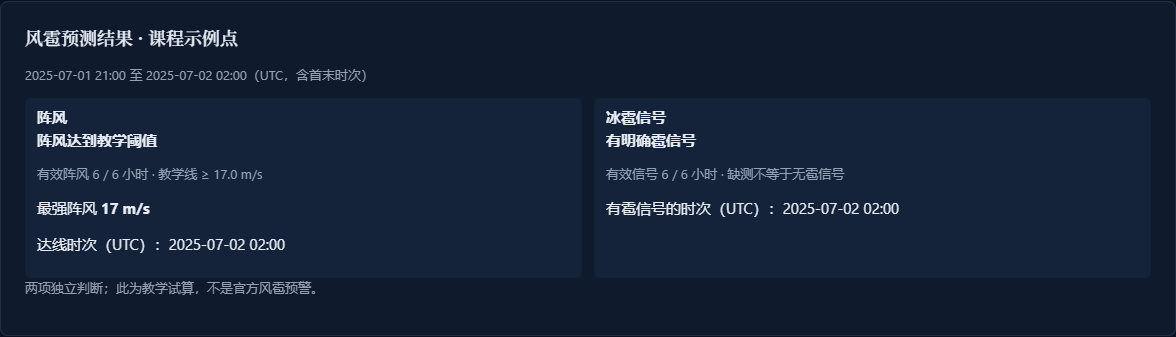 风雹预测结果 · 课程示例点
2025-07-01 21:00 至 2025-07-02 02:00（UTC，含首末时次）
阵风
阵风达到教学阈值
有效阵风 6 / 6 小时 · 教学线 ≥ 17.0 m/s
最强阵风 17 m/s
达线时次（UTC）：2025-07-02 02:00
冰雹信号
有明确雹信号
有效信号 6 / 6 小时 · 缺测不等于无雹信号
有雹信号的时次（UTC）：2025-07-02 02:00
两项独立判断；此为教学试算，不是官方风雹预警。